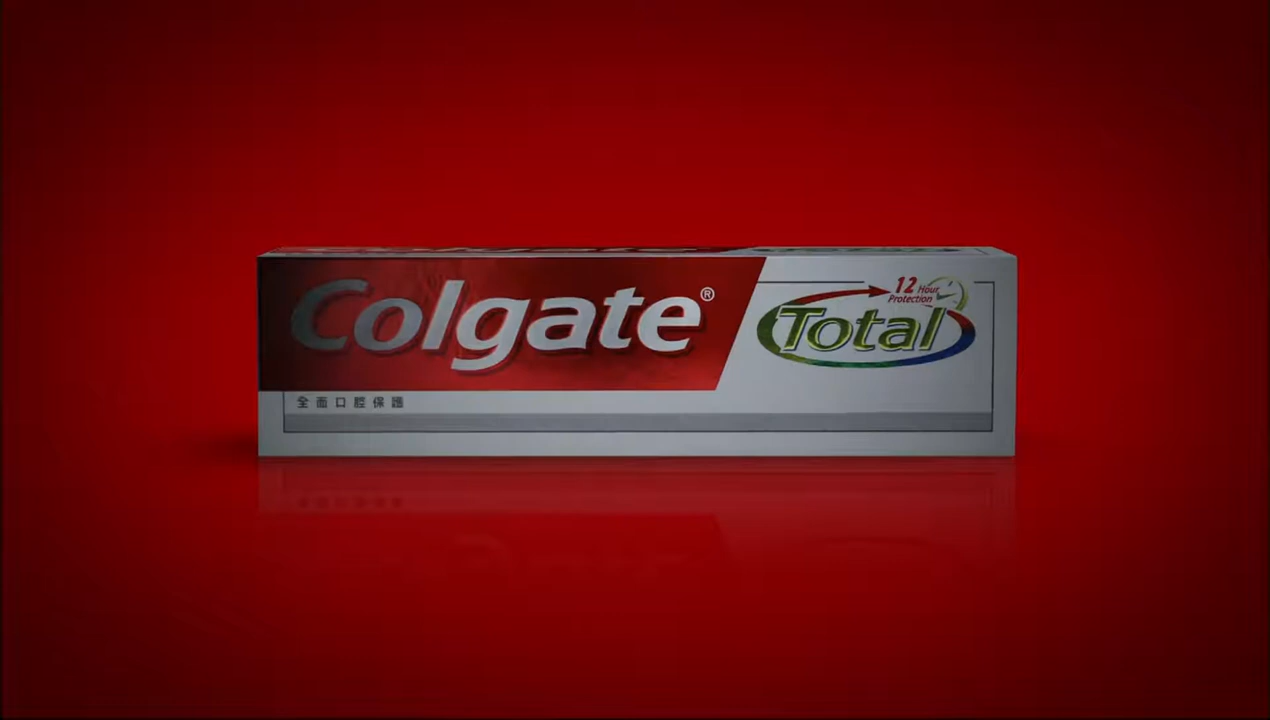 Colgate®
12 Hour
Protection
Total
全面口腔保護